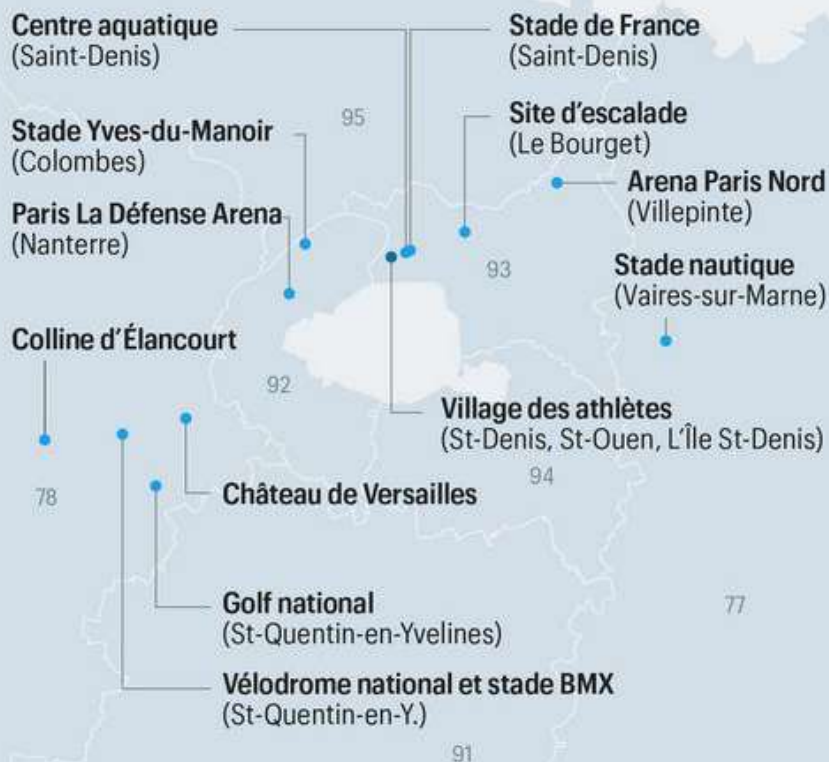 Centre aquatique
(Saint-Denis)
Stade de France
(Saint-Denis)
95
Stade Yves-du-Manoir
(Colombes)
Site d'escalade
(Le Bourget)
Arena Paris Nord
(Villepinte)
Paris La Défense Arena
(Nanterre)
93
Stade nautique
(Vaires-sur-Marne)
Colline d'Élancourt
92
Village des athlètes
(St-Denis, St-Ouen, L'Île St-Denis)
94
78
Château de Versailles
Golf national
(St-Quentin-en-Yvelines)
77
Vélodrome national et stade BMX
(St-Quentin-en-Y.)
91